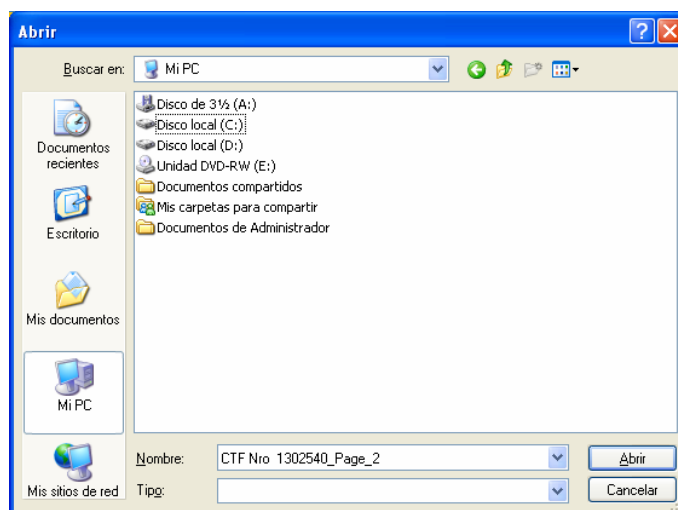 Abrir
Buscar en: Mi PC
Documentos recientes
Escritorio
Mis documentos
Mi PC
Mis sitios de red
Disco de 3½ (A:)
Disco local (C:)
Disco local (D:)
Unidad DVD-RW (E:)
Documentos compartidos
Mis carpetas para compartir
Documentos de Administrador
Nombre: CTF Nro 1302540_Page_2
Abrir
Tipo:
Cancelar